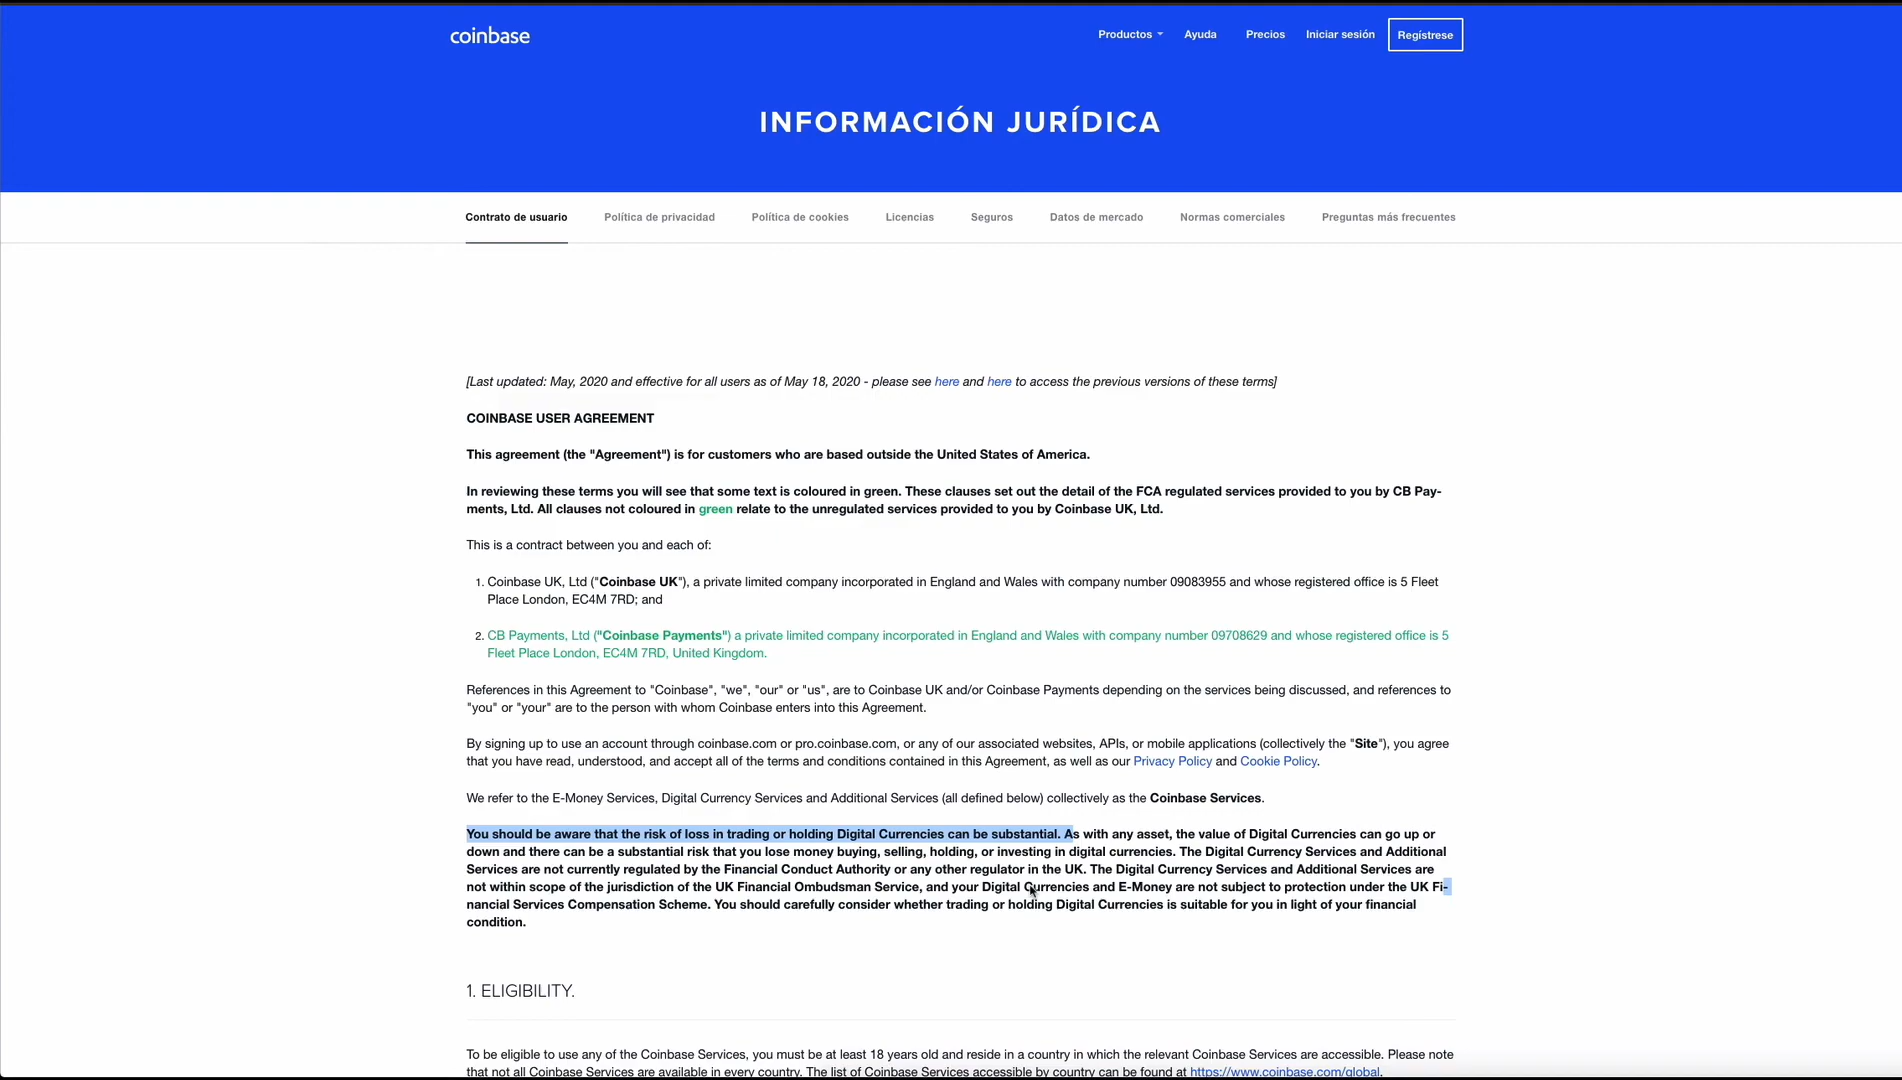 coinbase
Productos Ayuda Precios Iniciar sesión Regístrese
INFORMACIÓN JURÍDICA
Contrato de usuario Política de privacidad Política de cookies Licencias Seguros Datos de mercado Normas comerciales Preguntas más frecuentes
[Last updated: May, 2020 and effective for all users as of May 18, 2020 - please see here and here to access the previous versions of these terms]
COINBASE USER AGREEMENT
This agreement (the "Agreement") is for customers who are based outside the United States of America.
In reviewing these terms you will see that some text is coloured in green. These clauses set out the detail of the FCA regulated services provided to you by CB Pay-
ments, Ltd. All clauses not coloured in green relate to the unregulated services provided to you by Coinbase UK, Ltd.
This is a contract between you and each of:
1. Coinbase UK, Ltd ("Coinbase UK"), a private limited company incorporated in England and Wales with company number 09083955 and whose registered office is 5 Fleet
Place London, EC4M 7RD; and
2. CB Payments, Ltd ("Coinbase Payments") a private limited company incorporated in England and Wales with company number 09708629 and whose registered office is 5
Fleet Place London, EC4M 7RD, United Kingdom.
References in this Agreement to "Coinbase", "we", "our" or "us", are to Coinbase UK and/or Coinbase Payments depending on the services being discussed, and references to
"you" or "your" are to the person with whom Coinbase enters into this Agreement.
By signing up to use an account through coinbase.com or pro.coinbase.com, or any of our associated websites, APIs, or mobile applications (collectively the "Site"), you agree
that you have read, understood, and accept all of the terms and conditions contained in this Agreement, as well as our Privacy Policy and Cookie Policy.
We refer to the E-Money Services, Digital Currency Services and Additional Services (all defined below) collectively as the Coinbase Services.
You should be aware that the risk of loss in trading or holding Digital Currencies can be substantial. As with any asset, the value of Digital Currencies can go up or
down and there can be a substantial risk that you lose money buying, selling, holding, or investing in digital currencies. The Digital Currency Services and Additional
Services are not currently regulated by the Financial Conduct Authority or any other regulator in the UK. The Digital Currency Services and Additional Services are
not within scope of the jurisdiction of the UK Financial Ombudsman Service, and your Digital Currencies and E-Money are not subject to protection under the UK Fi-
nancial Services Compensation Scheme. You should carefully consider whether trading or holding Digital Currencies is suitable for you in light of your financial
condition.
1. ELIGIBILITY.
To be eligible to use any of the Coinbase Services, you must be at least 18 years old and reside in a country in which the relevant Coinbase Services are accessible. Please note
that not all Coinbase Services are available in every country. The list of Coinbase Services accessible by country can be found at https://www.coinbase.com/global.